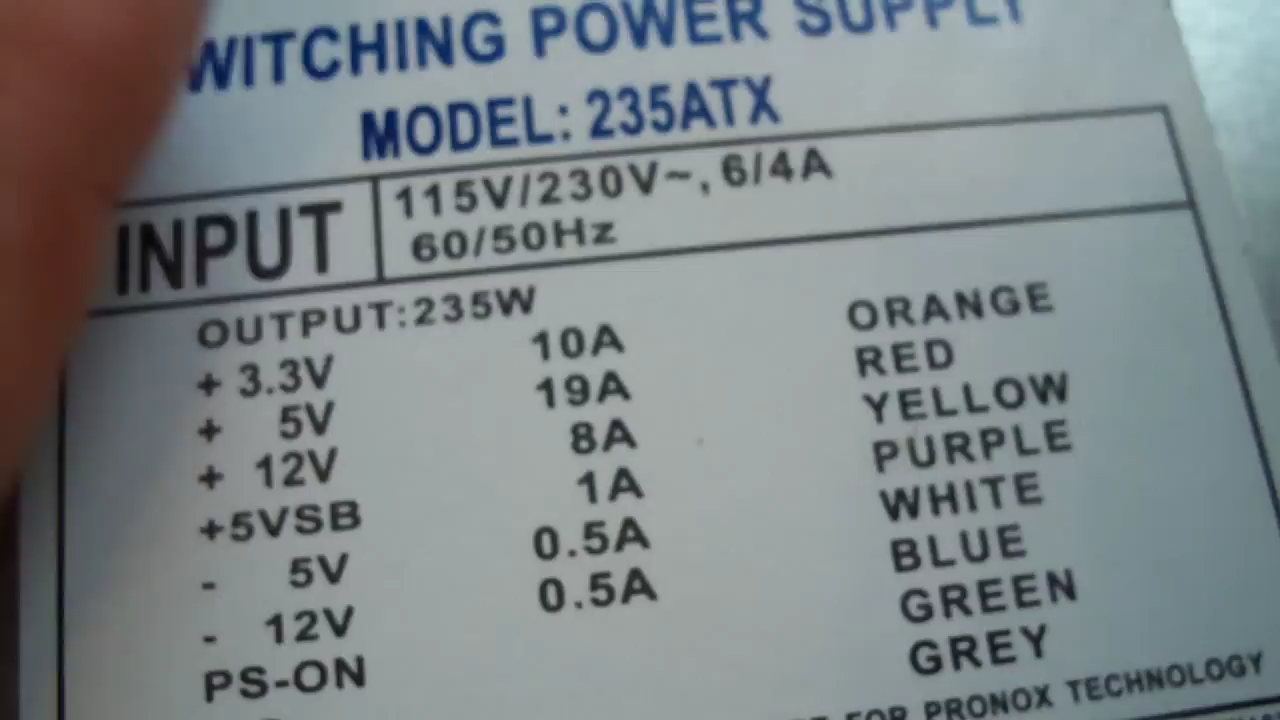 WITCHING POWER SUPPLY
MODEL: 235ATX
INPUT 115V/230V~, 6/4A
60/50Hz
OUTPUT:235W
+ 3.3V 10A ORANGE
+ 5V 19A RED
+ 12V 8A YELLOW
+5VSB 1A PURPLE
- 5V 0.5A WHITE
- 12V 0.5A BLUE
PS-ON GREEN
GREY
FOR PRONOX TECHNOLOGY